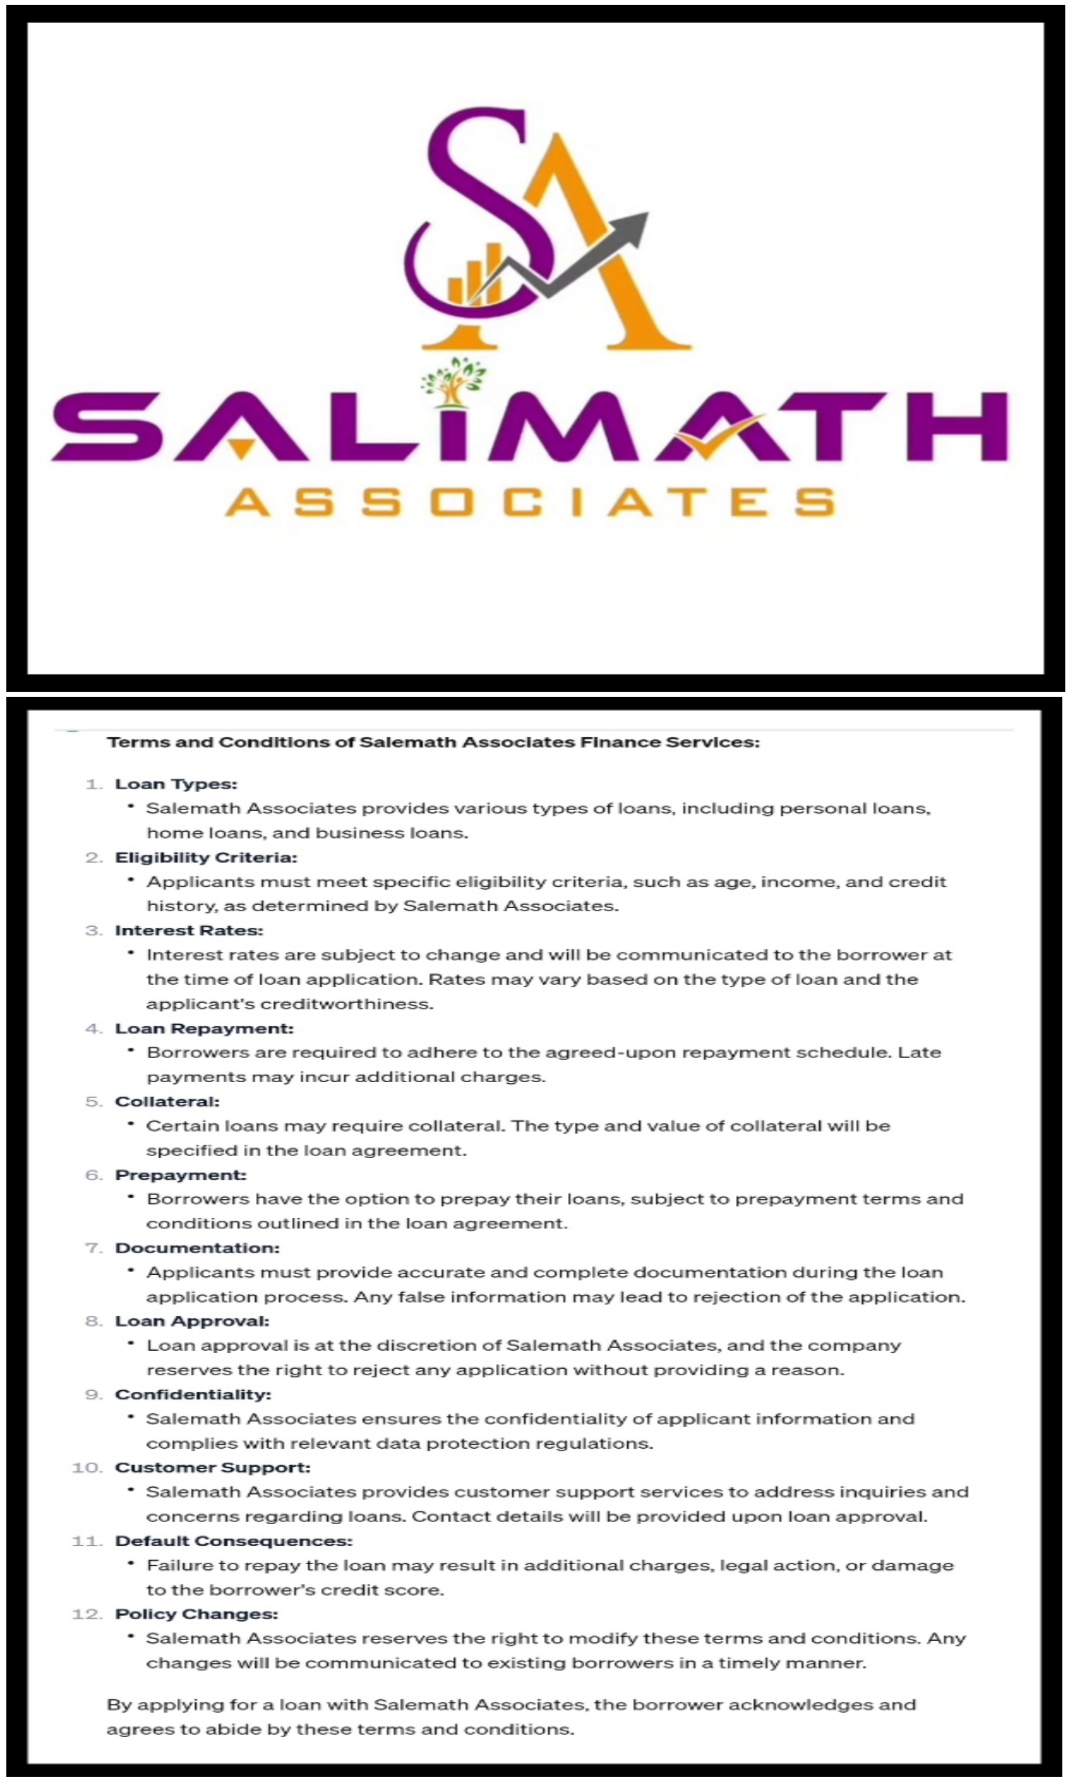 SA
SALiMATH
ASSOCIATES
Terms and Conditions of Salemath Associates Finance Services:
1. Loan Types:
• Salemath Associates provides various types of loans, including personal loans,
home loans, and business loans.
2. Eligibility Criteria:
• Applicants must meet specific eligibility criteria, such as age, income, and credit
history, as determined by Salemath Associates.
3. Interest Rates:
• Interest rates are subject to change and will be communicated to the borrower at
the time of loan application. Rates may vary based on the type of loan and the
applicant's creditworthiness.
4. Loan Repayment:
• Borrowers are required to adhere to the agreed-upon repayment schedule. Late
payments may incur additional charges.
5. Collateral:
• Certain loans may require collateral. The type and value of collateral will be
specified in the loan agreement.
6. Prepayment:
• Borrowers have the option to prepay their loans, subject to prepayment terms and
conditions outlined in the loan agreement.
7. Documentation:
• Applicants must provide accurate and complete documentation during the loan
application process. Any false information may lead to rejection of the application.
8. Loan Approval:
• Loan approval is at the discretion of Salemath Associates, and the company
reserves the right to reject any application without providing a reason.
9. Confidentiality:
• Salemath Associates ensures the confidentiality of applicant information and
complies with relevant data protection regulations.
10. Customer Support:
• Salemath Associates provides customer support services to address inquiries and
concerns regarding loans. Contact details will be provided upon loan approval.
11. Default Consequences:
• Failure to repay the loan may result in additional charges, legal action, or damage
to the borrower's credit score.
12. Policy Changes:
• Salemath Associates reserves the right to modify these terms and conditions. Any
changes will be communicated to existing borrowers in a timely manner.
By applying for a loan with Salemath Associates, the borrower acknowledges and
agrees to abide by these terms and conditions.